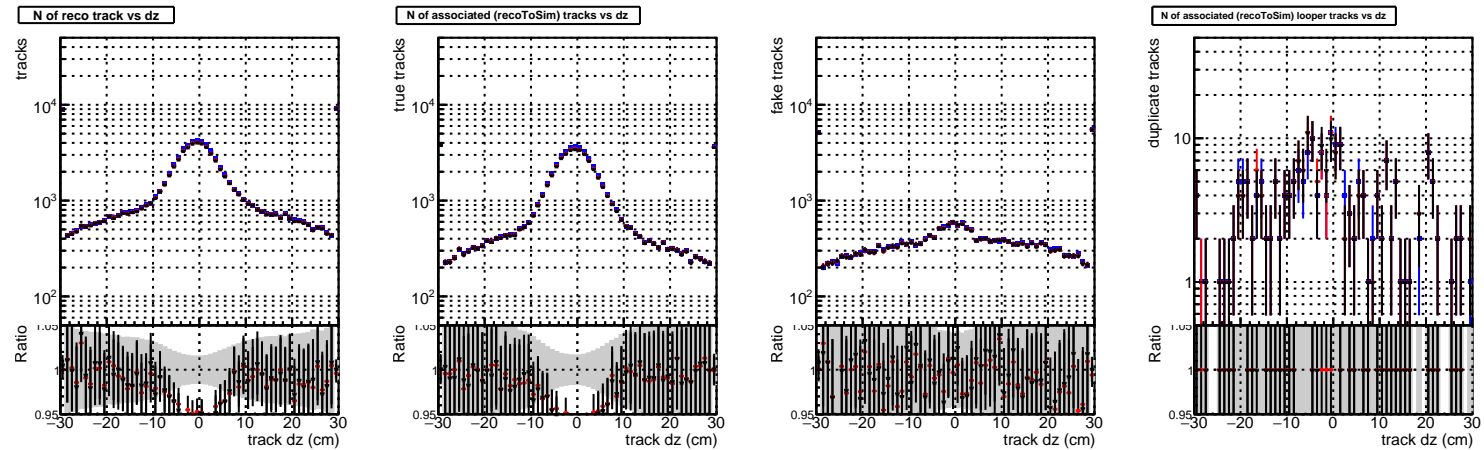 N of reco track vs dz
tracks
10^4
10^3
10^2
Ratio
1.05
1
0.95
−30 −20 −10 0 10 20 30
track dz (cm)
N of associated (recoToSim) tracks vs dz
true tracks
10^4
10^3
10^2
Ratio
1.05
1
0.95
−30 −20 −10 0 10 20 30
track dz (cm)
fake tracks
10^4
10^3
10^2
Ratio
1.05
1
0.95
−30 −20 −10 0 10 20 30
track dz (cm)
N of associated (recoToSim) looper tracks vs dz
duplicate tracks
10
1
Ratio
1.05
1
0.95
−30 −20 −10 0 10 20 30
track dz (cm)